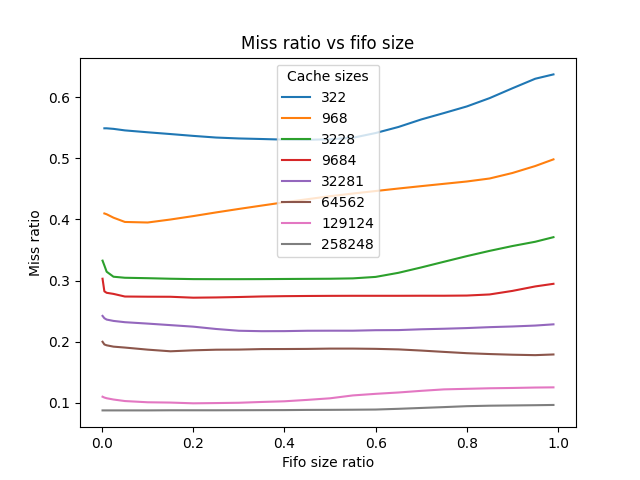 Miss ratio vs fifo size
Cache sizes
322
968
3228
9684
32281
64562
129124
258248
Miss ratio
0.6
0.5
0.4
0.3
0.2
0.1
0.0 0.2 0.4 0.6 0.8 1.0
Fifo size ratio